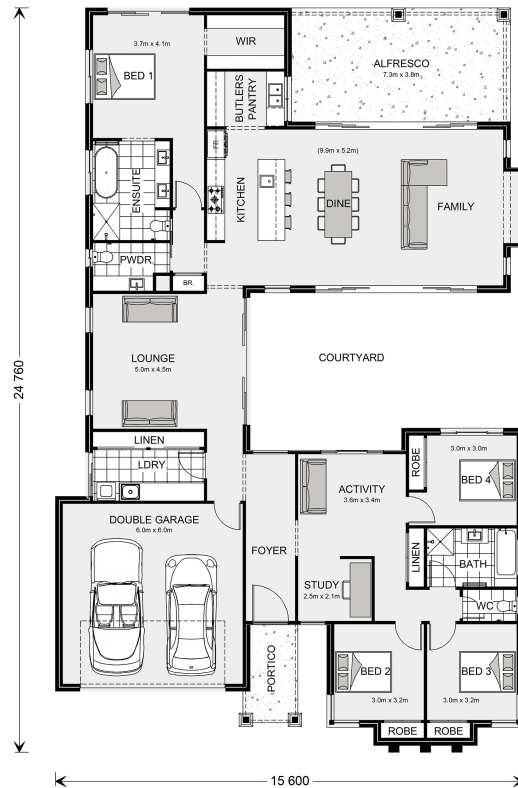 3.7m x 4.1m
BED 1
WIR
ALFRESCO
7.3m x 3.8m
BUTLERS
PANTRY
ENSUITE
FR.
KITCHEN
(9.9m x 5.2m)
DINE
FAMILY
PWDR.
BR.
LOUNGE
5.0m x 4.5m
COURTYARD
24 760
LINEN
LDRY
DOUBLE GARAGE
6.0m x 6.0m
FOYER
ACTIVITY
3.6m x 3.4m
ROBE
3.0m x 3.0m
BED 4
STUDY
2.5m x 2.1m
LINEN
BATH
WC
PORTICO
BED 2
3.0m x 3.2m
BED 3
3.0m x 3.2m
ROBE
ROBE
15 600